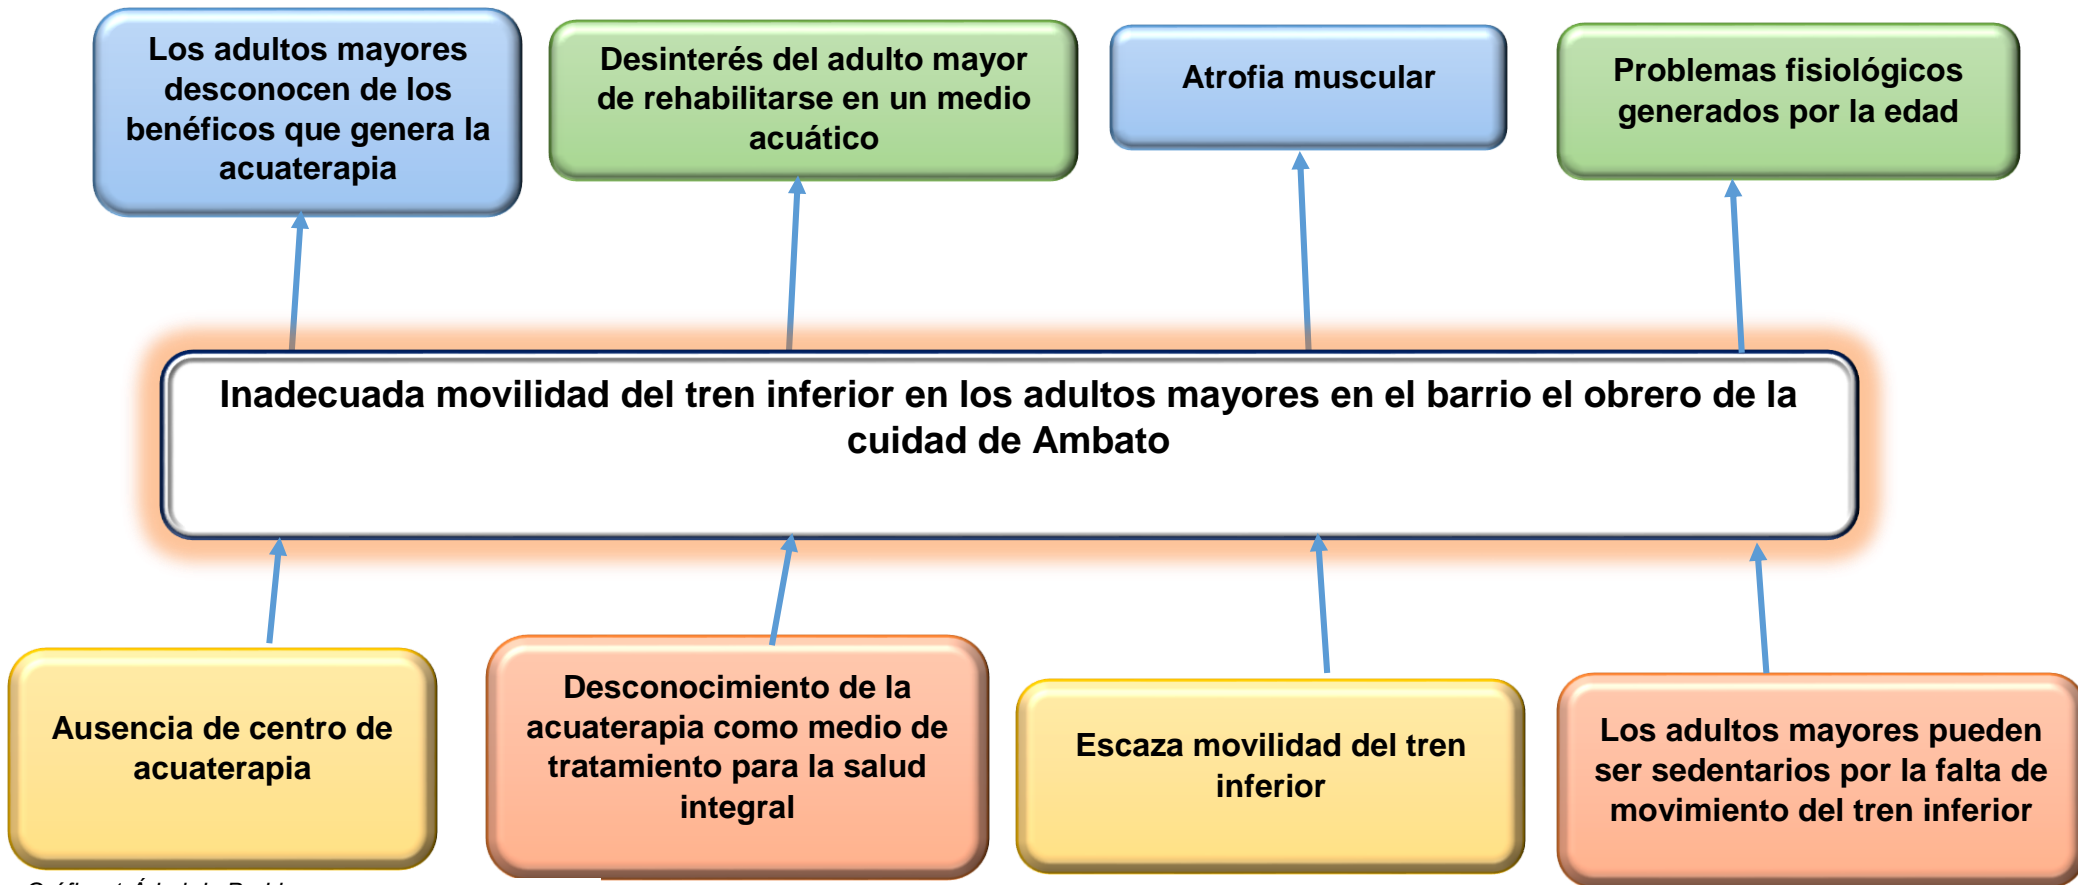 Los adultos mayores
desconocen de los
benéficos que genera la
acuaterapia
Desinterés del adulto mayor
de rehabilitarse en un medio
acuático
Atrofia muscular
Problemas fisiológicos
generados por la edad
Inadecuada movilidad del tren inferior en los adultos mayores en el barrio el obrero de la
cuidad de Ambato
Ausencia de centro de
acuaterapia
Desconocimiento de la
acuaterapia como medio de
tratamiento para la salud
integral
Escaza movilidad del tren
inferior
Los adultos mayores pueden
ser sedentarios por la falta de
movimiento del tren inferior